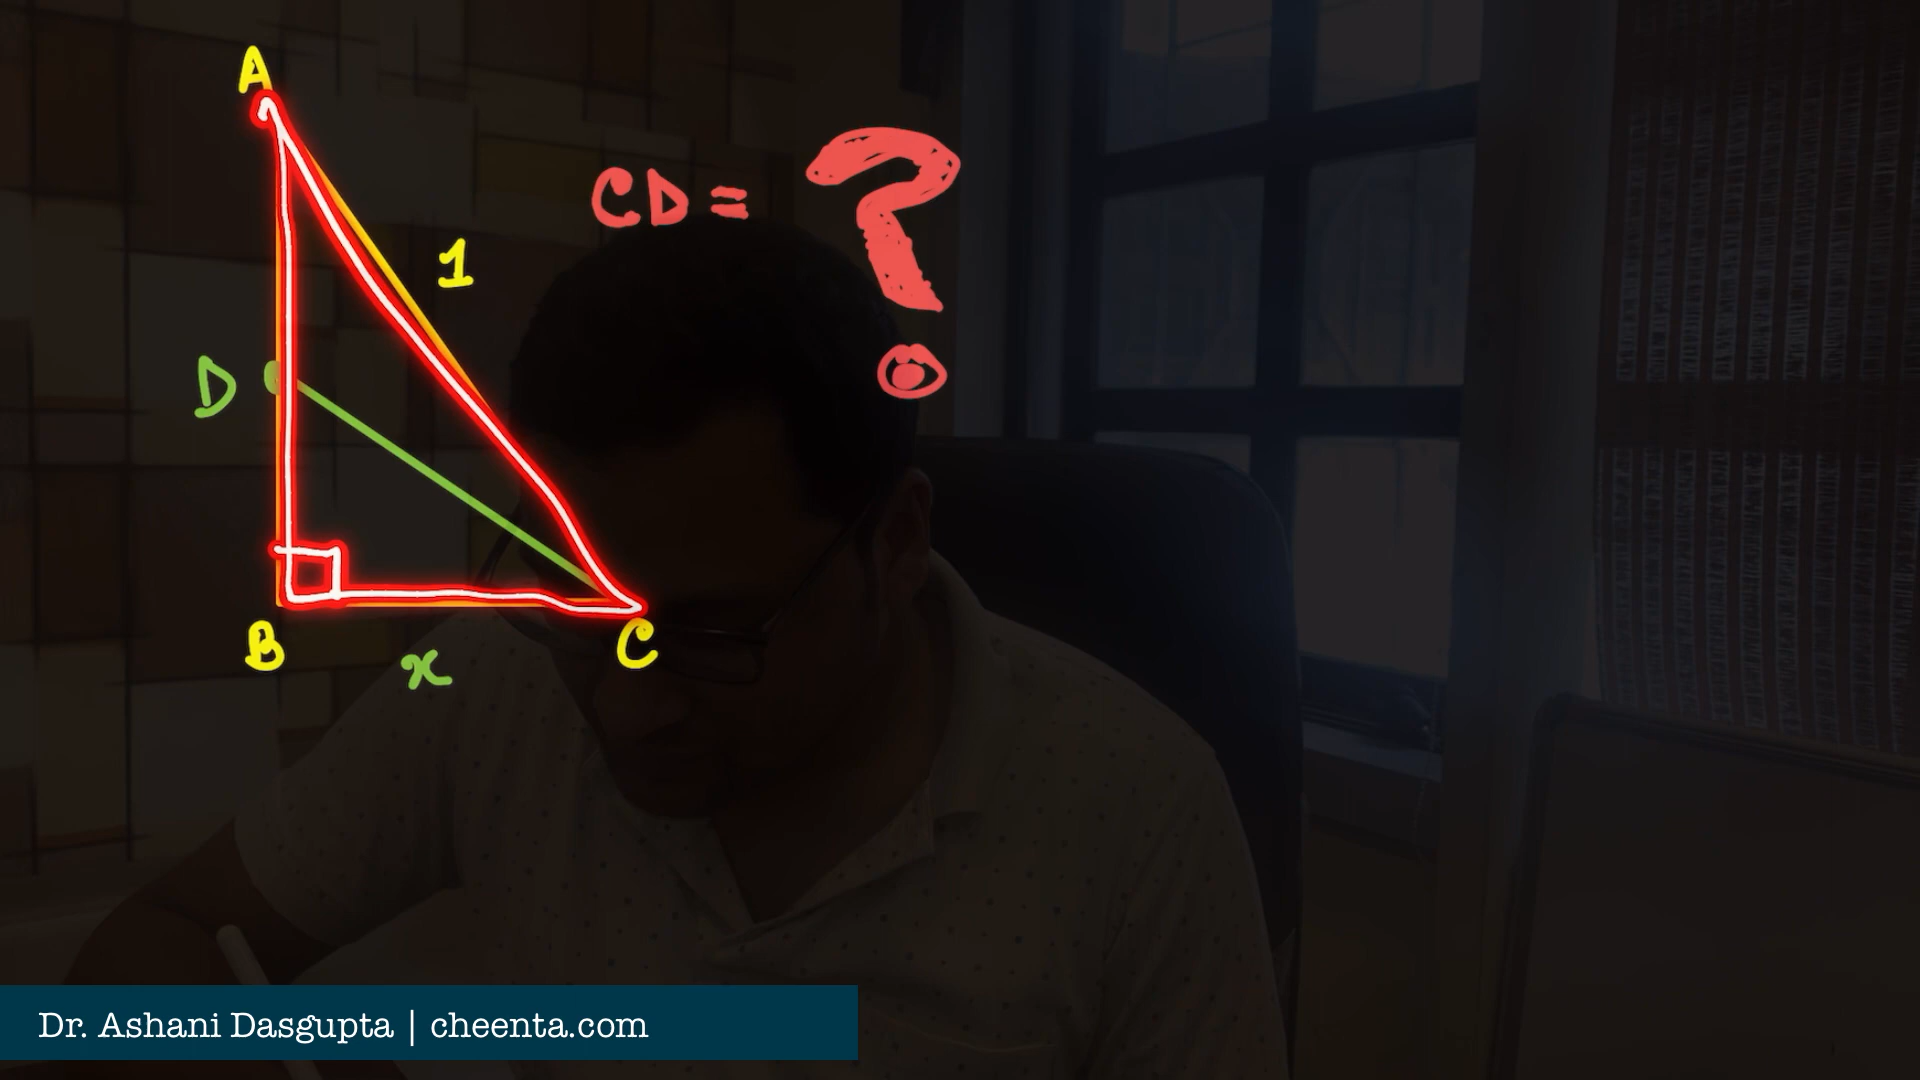 A
1
CD = ?
D
B
x
C
Dr. Ashani Dasgupta | cheenta.com